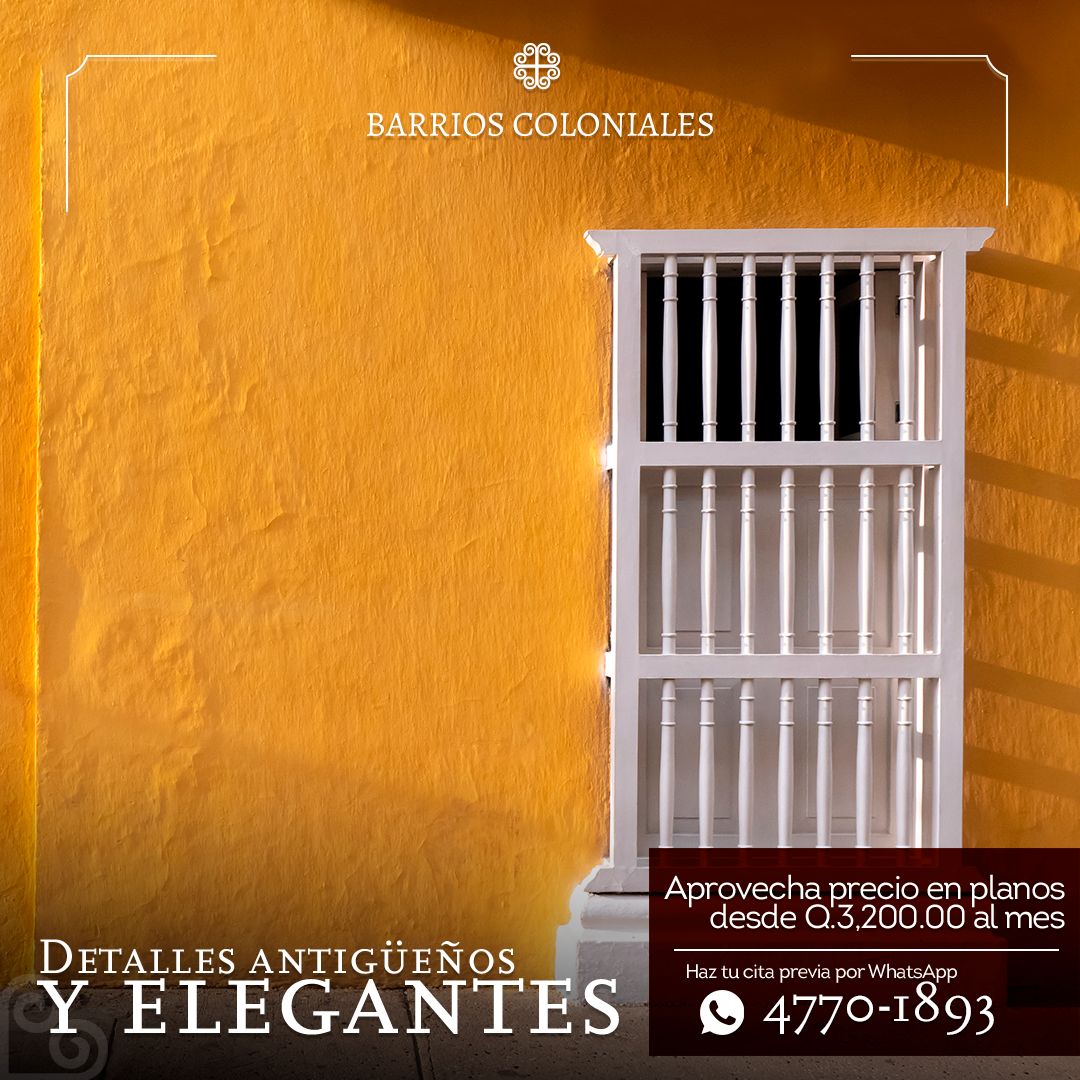 BARRIOS COLONIALES
DETALLES ANTIGÜEÑOS
Y ELEGANTES
Aprovecha precio en planos
desde Q.3,200.00 al mes
Haz tu cita previa por WhatsApp
4770-1893